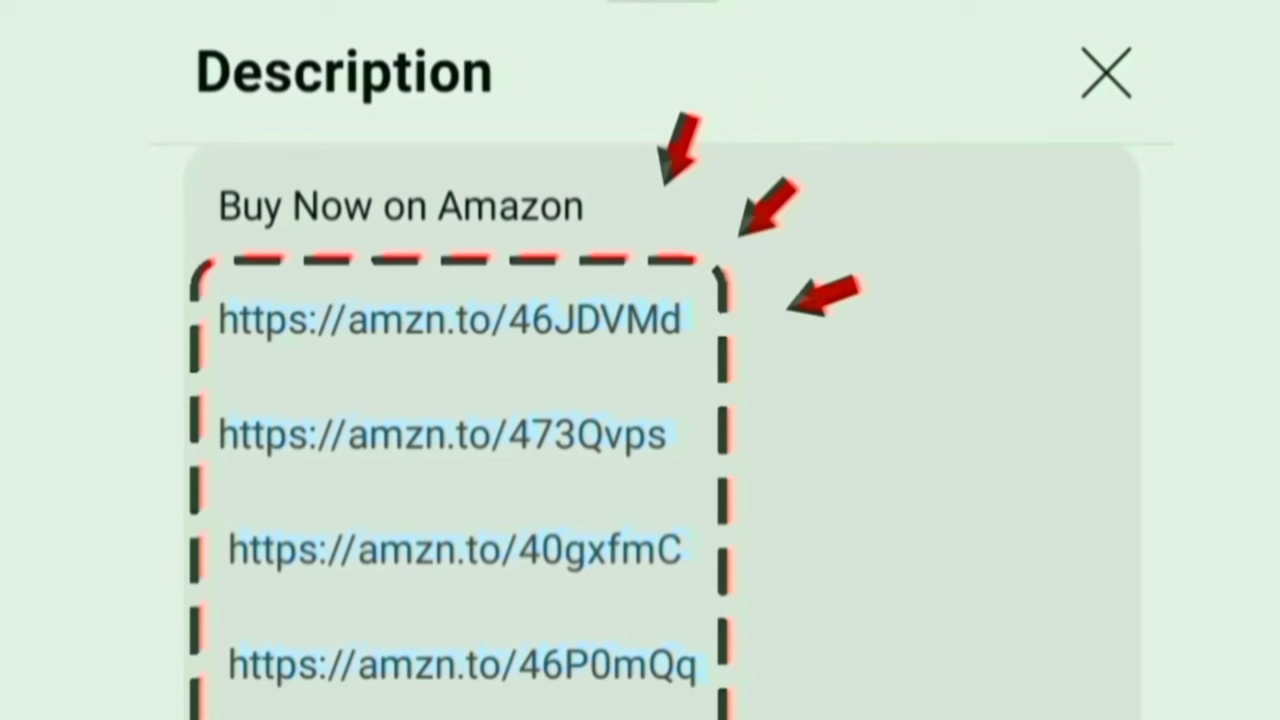 Description
Buy Now on Amazon
https://amzn.to/46JDVMd
https://amzn.to/473Qvps
https://amzn.to/40gxfmC
https://amzn.to/46P0mQq